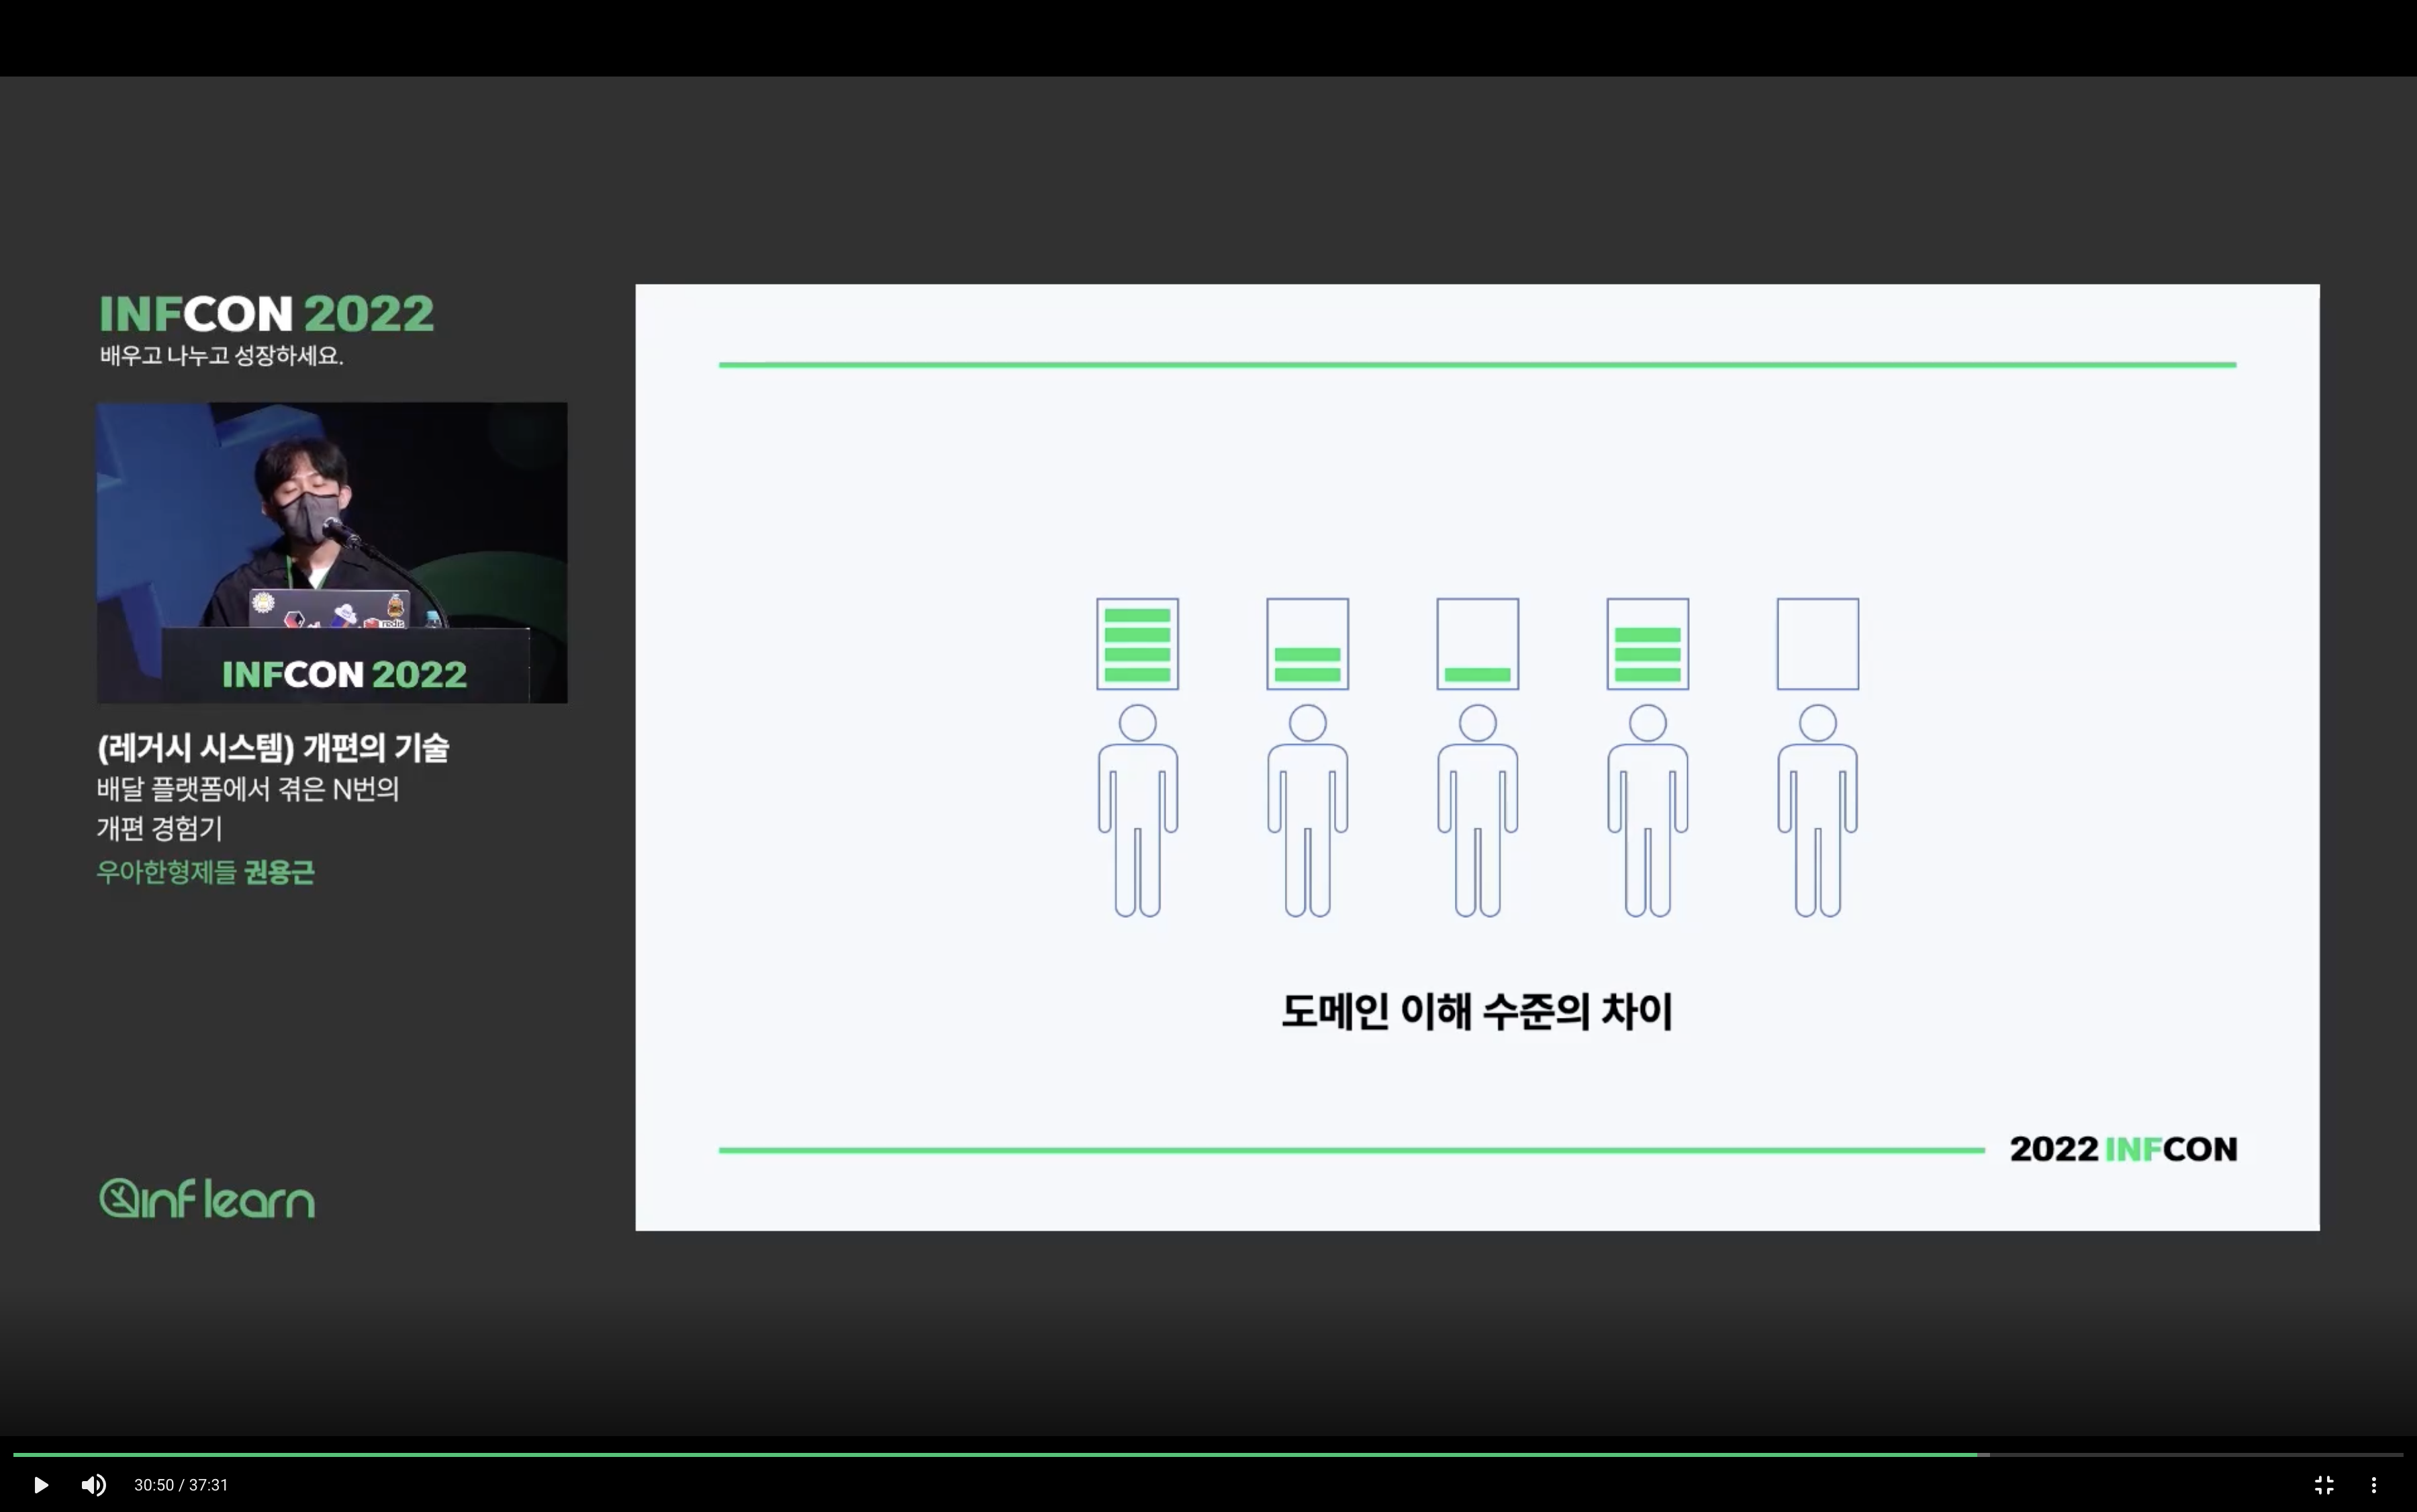 INFCON 2022
배우고 나누고 성장하세요.
redis
INFCON 2022
(레거시 시스템) 개편의 기술
배달 플랫폼에서 겪은 N번의
개편 경험기
우아한형제들 권용근
inflearn
도메인 이해 수준의 차이
2022 INFCON
30:50 / 37:31